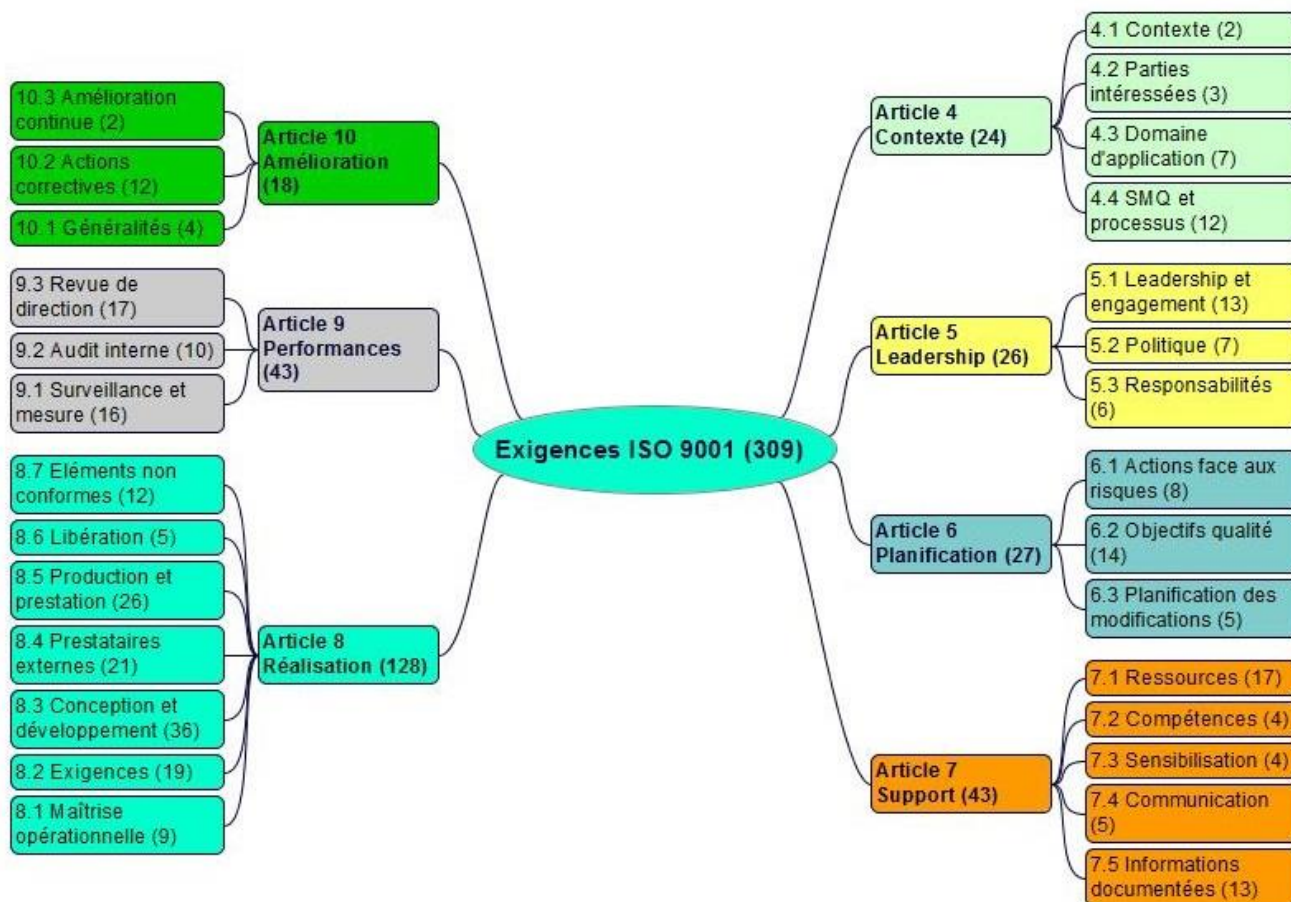 Exigences ISO 9001 (309)
Article 4
Contexte (24)
4.1 Contexte (2)
4.2 Parties
intéressées (3)
4.3 Domaine
d'application (7)
4.4 SMQ et
processus (12)
Article 5
Leadership (26)
5.1 Leadership et
engagement (13)
5.2 Politique (7)
5.3 Responsabilités
(6)
Article 6
Planification (27)
6.1 Actions face aux
risques (8)
6.2 Objectifs qualité
(14)
6.3 Planification des
modifications (5)
Article 7
Support (43)
7.1 Ressources (17)
7.2 Compétences (4)
7.3 Sensibilisation (4)
7.4 Communication
(5)
7.5 Informations
documentées (13)
Article 10
Amélioration
(18)
10.3 Amélioration
continue (2)
10.2 Actions
correctives (12)
10.1 Généralités (4)
Article 9
Performances
(43)
9.3 Revue de
direction (17)
9.2 Audit interne (10)
9.1 Surveillance et
mesure (16)
Article 8
Réalisation (128)
8.7 Eléments non
conformes (12)
8.6 Libération (5)
8.5 Production et
prestation (26)
8.4 Prestataires
externes (21)
8.3 Conception et
développement (36)
8.2 Exigences (19)
8.1 Maîtrise
opérationnelle (9)